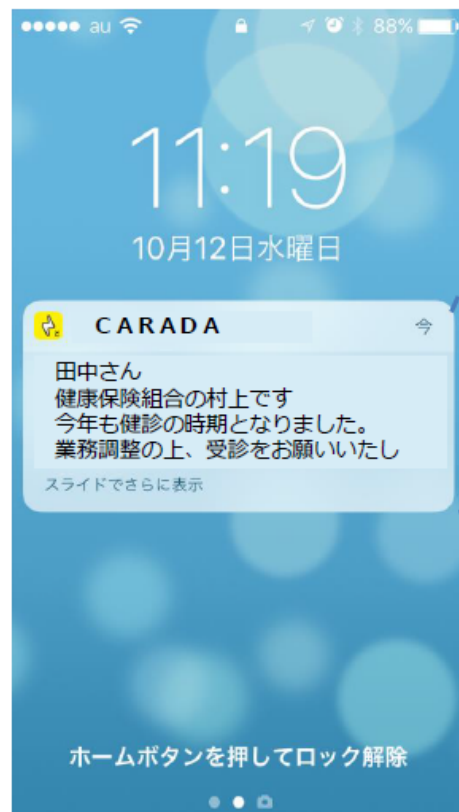 au 88%
11:19
10月12日水曜日
CARADA 今
田中さん
健康保険組合の村上です
今年も健診の時期となりました。
業務調整の上、受診をお願いいたし
スライドでさらに表示
ホームボタンを押してロック解除